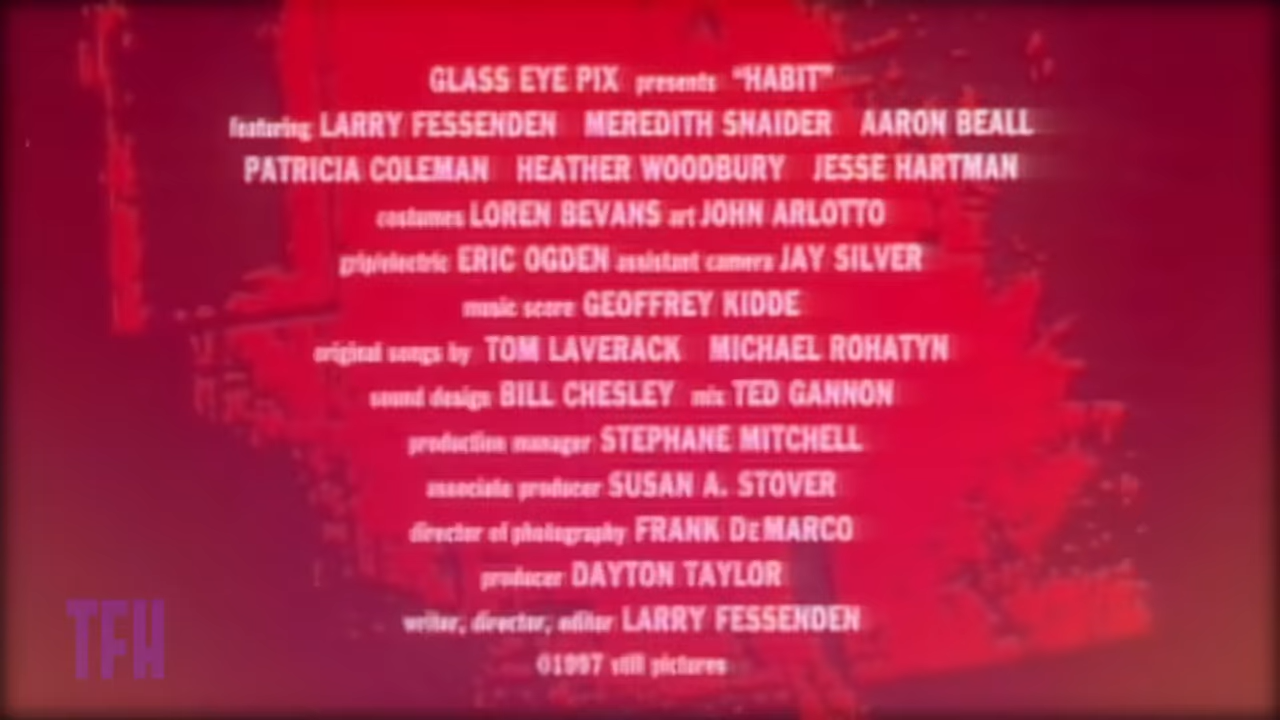 GLASS EYE PIX presents "HABIT"
featuring LARRY FESSENDEN MEREDITH SNAIDER AARON BEALL
PATRICIA COLEMAN HEATHER WOODBURY JESSE HARTMAN
costumes LOREN BEVANS art JOHN ARLOTTO
grip/electric ERIC OGDEN assistant camera JAY SILVER
music score GEOFFREY KIDDE
original songs by TOM LAVERACK MICHAEL ROHATYN
sound design BILL CHESLEY mix TED GANNON
production manager STEPHANE MITCHELL
associate producer SUSAN A. STOVER
director of photography FRANK DeMARCO
producer DAYTON TAYLOR
writer, director, editor LARRY FESSENDEN
©1997 still pictures
TFH